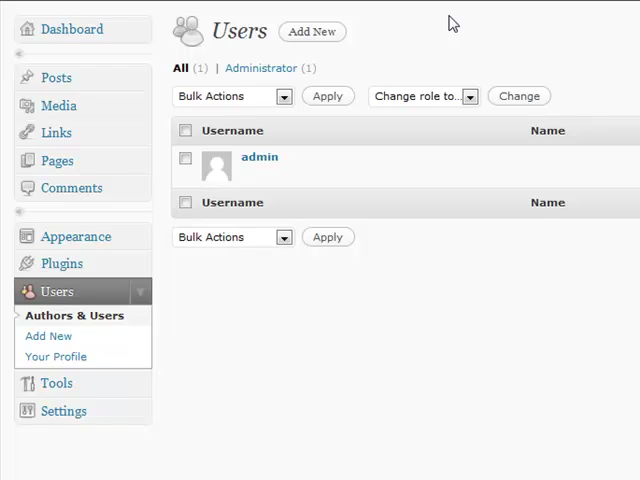 Dashboard
Posts
Media
Links
Pages
Comments
Appearance
Plugins
Users
Authors & Users
Add New
Your Profile
Tools
Settings
Users Add New
All (1) | Administrator (1)
Bulk Actions Apply Change role to... Change
Username Name
admin
Username Name
Bulk Actions Apply